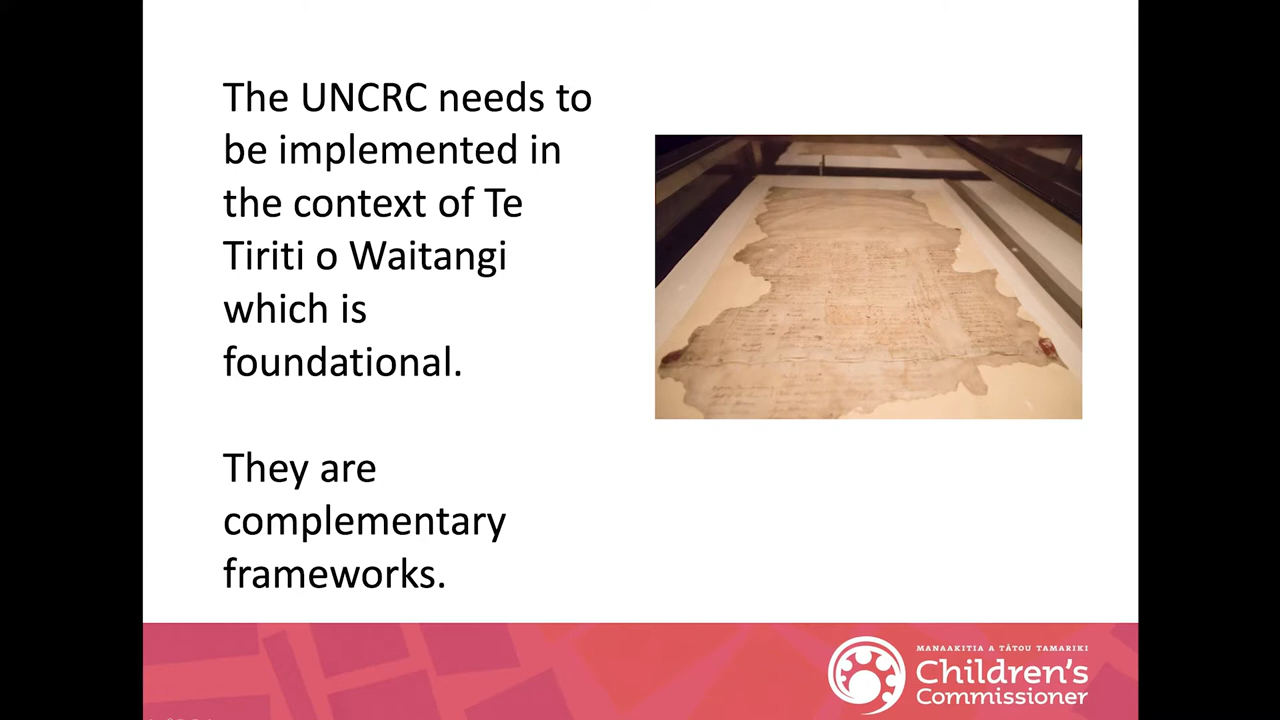 The UNCRC needs to
be implemented in
the context of Te
Tiriti o Waitangi
which is
foundational.
They are
complementary
frameworks.
MANAAKITIA A TĀTOU TAMARIKI
Children's
Commissioner